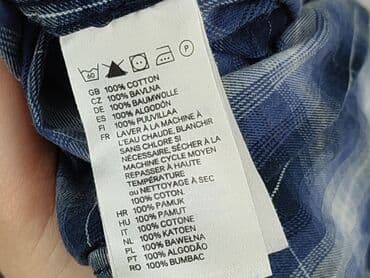 60
P
GB 100% COTTON
CZ 100% BAVLNA
DE 100% BAUMWOLLE
ES 100% ALGODÓN
FI 100% PUUVILLAA
FR LAVER À LA MACHINE À
L'EAU CHAUDE, BLANCHIR
SANS CHLORE SI
NÉCESSAIRE, SÉCHER À LA
MACHINE CYCLE MOYEN
REPASSER À HAUTE
TEMPÉRATURE
OU NETTOYAGE À SEC
100% COTON.
HR 100% PAMUK
HU 100% PAMUT
IT 100% COTONE
NL 100% KATOEN
PL 100% BAWEŁNA
PT 100% ALGODÃO
RO 100% BUMBAC